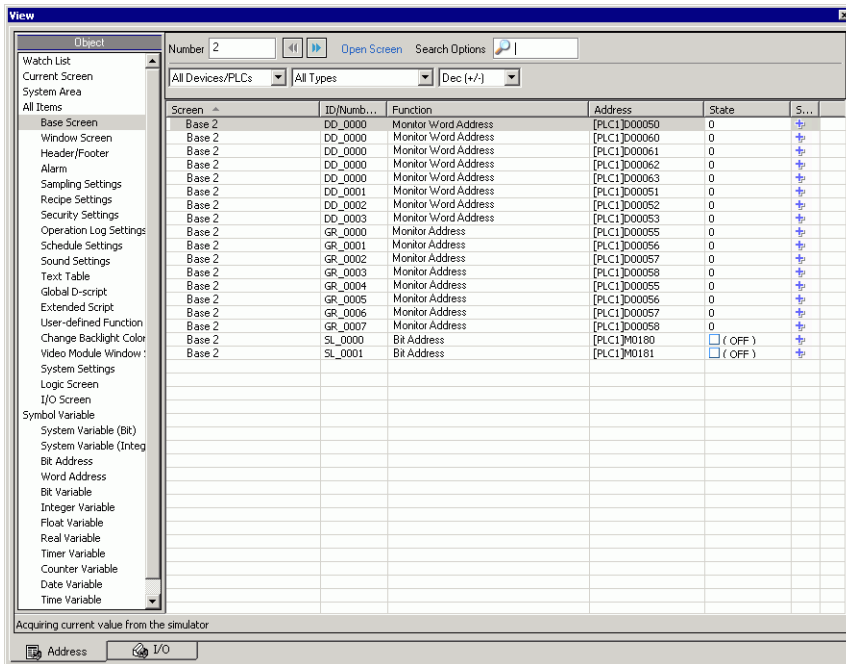 View
Object
Watch List
Current Screen
System Area
All Items
Base Screen
Window Screen
Header/Footer
Alarm
Sampling Settings
Recipe Settings
Security Settings
Operation Log Settings
Schedule Settings
Sound Settings
Text Table
Global D-script
Extended Script
User-defined Function
Change Backlight Color
Video Module Window
System Settings
Logic Screen
I/O Screen
Symbol Variable
System Variable (Bit)
System Variable (Integ
Bit Address
Word Address
Bit Variable
Integer Variable
Float Variable
Real Variable
Timer Variable
Counter Variable
Date Variable
Time Variable
Number 2 Open Screen Search Options
All Devices/PLCs All Types Dec (+/-)
Screen ID/Numb... Function Address State S...
Base 2 DD_0000 Monitor Word Address [PLC1]D00050 0
Base 2 DD_0000 Monitor Word Address [PLC1]D00060 0
Base 2 DD_0000 Monitor Word Address [PLC1]D00061 0
Base 2 DD_0000 Monitor Word Address [PLC1]D00062 0
Base 2 DD_0000 Monitor Word Address [PLC1]D00063 0
Base 2 DD_0001 Monitor Word Address [PLC1]D00051 0
Base 2 DD_0002 Monitor Word Address [PLC1]D00052 0
Base 2 DD_0003 Monitor Word Address [PLC1]D00053 0
Base 2 GR_0000 Monitor Address [PLC1]D00055 0
Base 2 GR_0001 Monitor Address [PLC1]D00056 0
Base 2 GR_0002 Monitor Address [PLC1]D00057 0
Base 2 GR_0003 Monitor Address [PLC1]D00058 0
Base 2 GR_0004 Monitor Address [PLC1]D00055 0
Base 2 GR_0005 Monitor Address [PLC1]D00056 0
Base 2 GR_0006 Monitor Address [PLC1]D00057 0
Base 2 GR_0007 Monitor Address [PLC1]D00058 0
Base 2 SL_0000 Bit Address [PLC1]M0180 ( OFF )
Base 2 SL_0001 Bit Address [PLC1]M0181 ( OFF )
Acquiring current value from the simulator
Address I/O